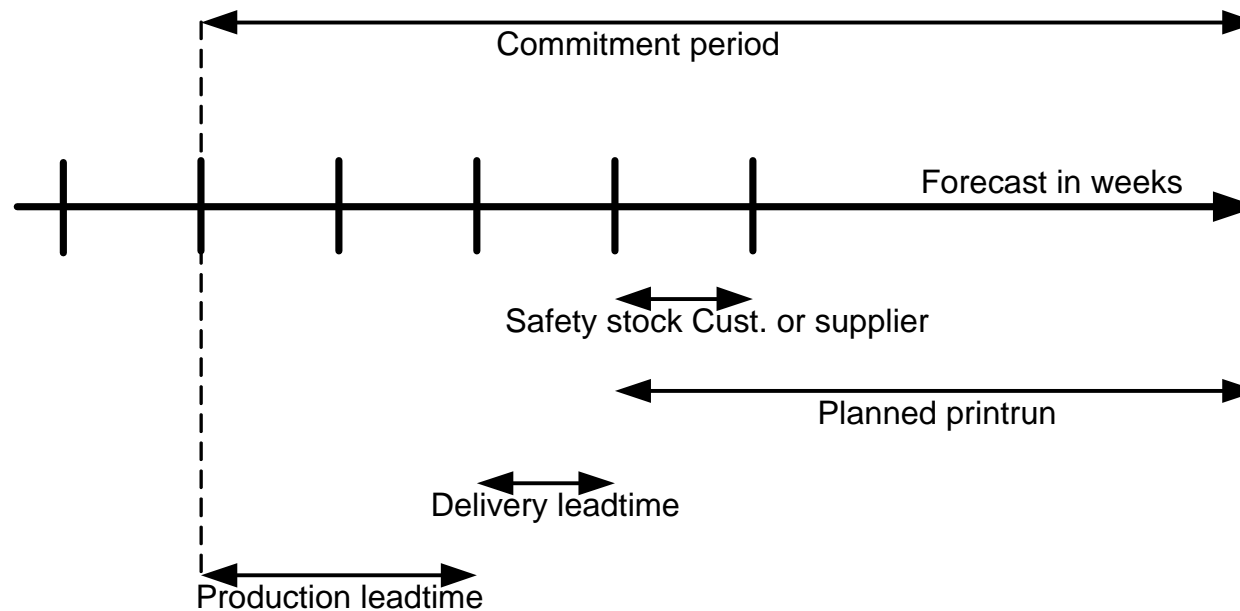 Commitment period
Forecast in weeks
Safety stock Cust. or supplier
Planned printrun
Delivery leadtime
Production leadtime